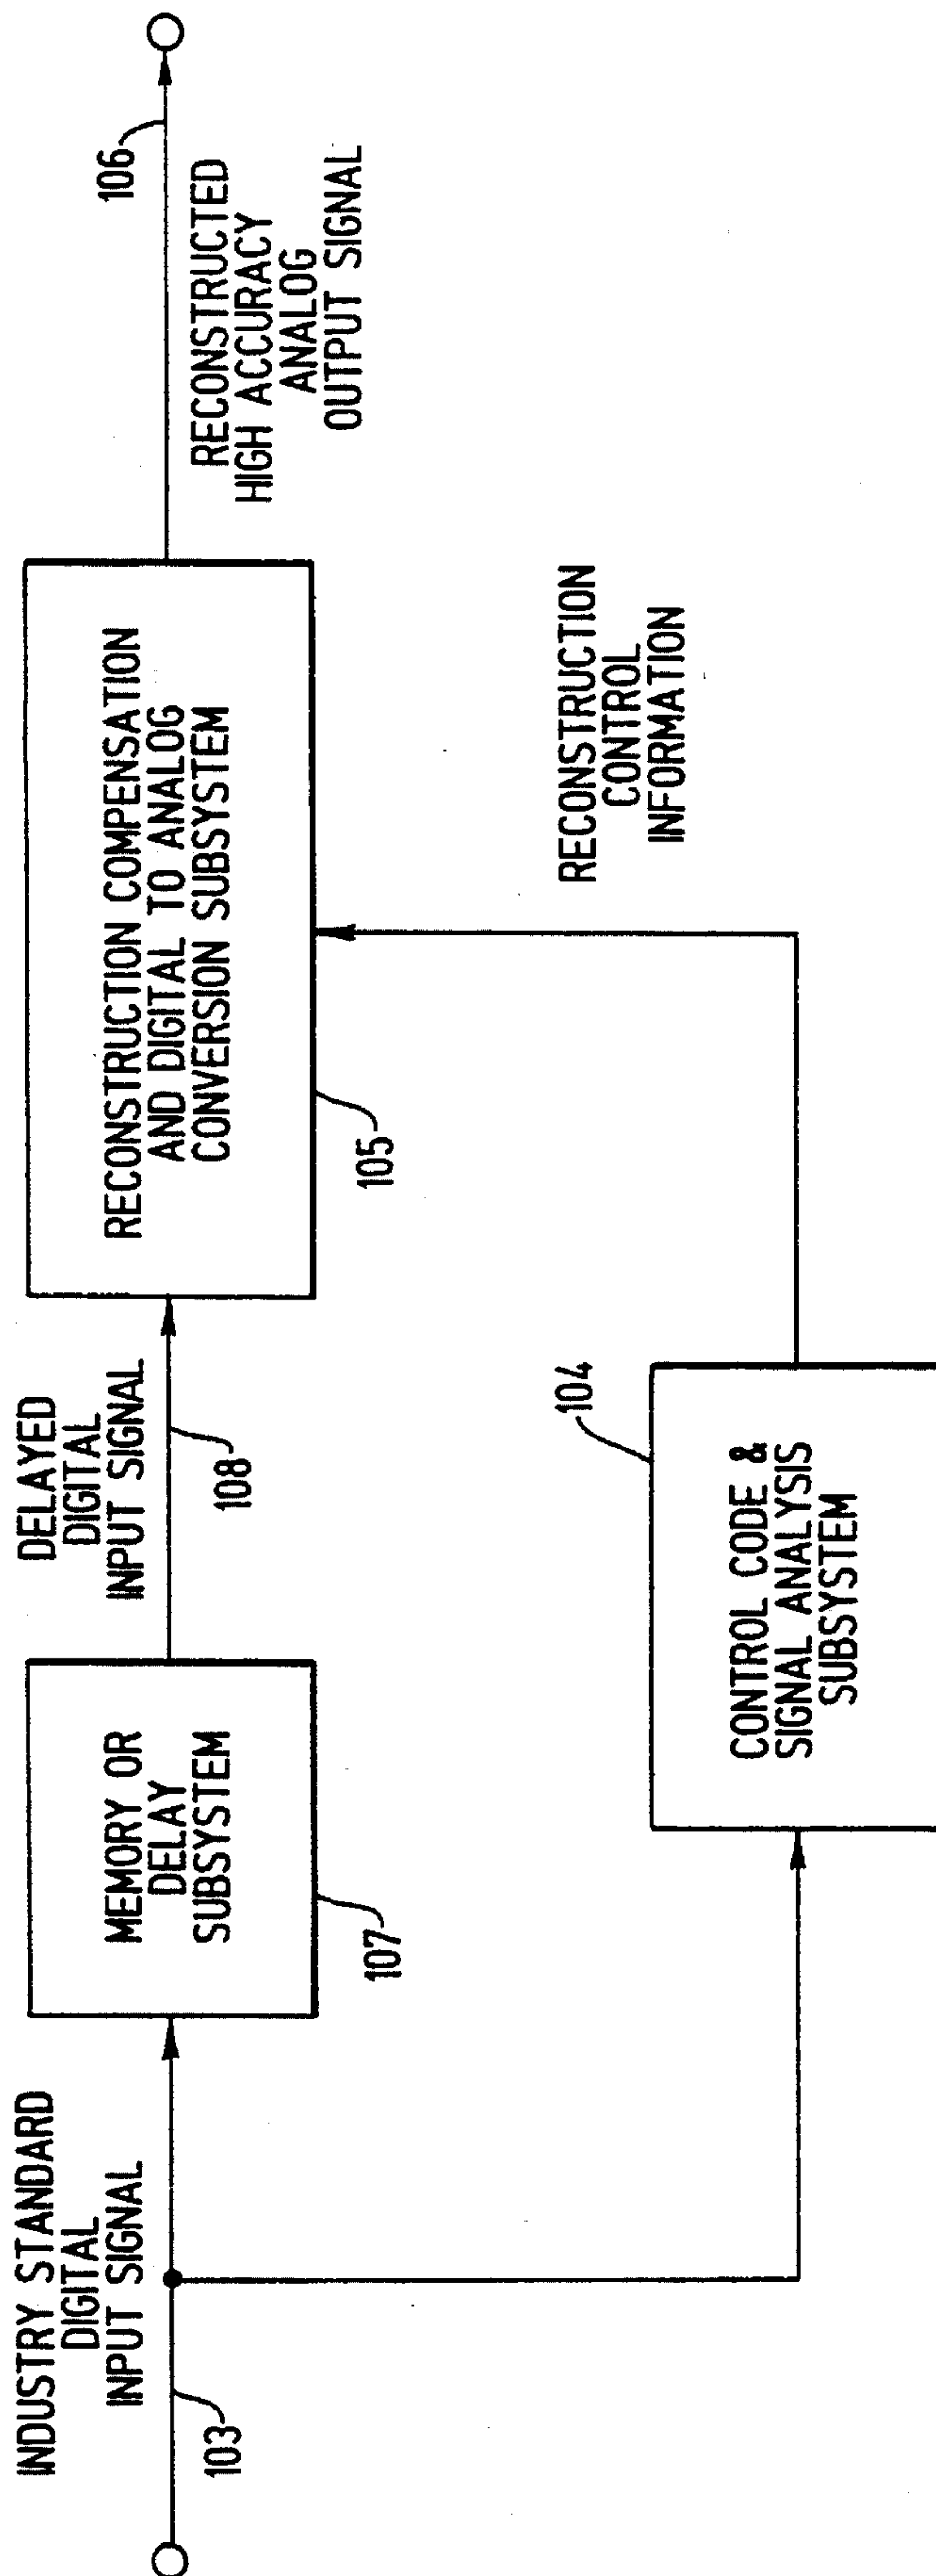 INDUSTRY STANDARD
DIGITAL
INPUT SIGNAL
103
MEMORY OR
DELAY
SUBSYSTEM
107
DELAYED
DIGITAL
INPUT SIGNAL
108
RECONSTRUCTION COMPENSATION
AND DIGITAL TO ANALOG
CONVERSION SUBSYSTEM
105
106
RECONSTRUCTED
HIGH ACCURACY
ANALOG
OUTPUT SIGNAL
CONTROL CODE &
SIGNAL ANALYSIS
SUBSYSTEM
104
RECONSTRUCTION
CONTROL
INFORMATION